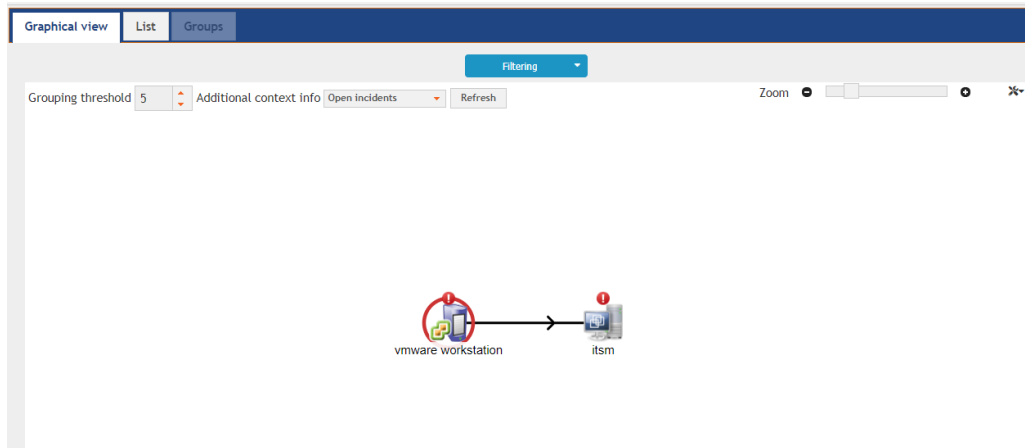 Graphical view List Groups
Filtering
Grouping threshold 5 Additional context info Open incidents Refresh Zoom
vmware workstation itsm